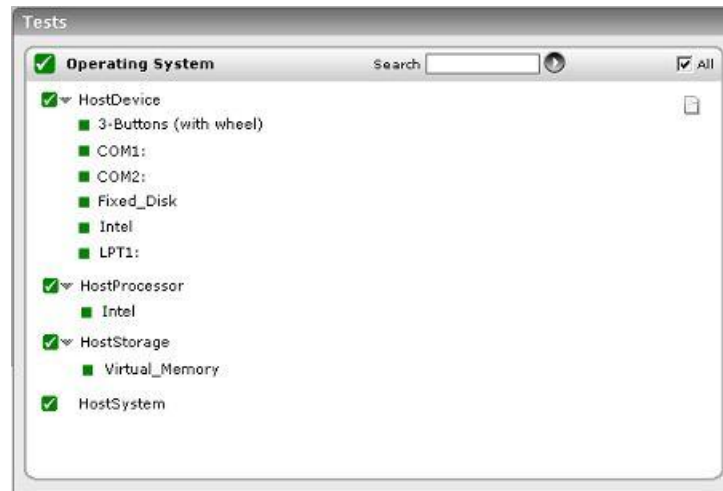 Tests
Operating System Search All
HostDevice
3-Buttons (with wheel)
COM1:
COM2:
Fixed_Disk
Intel
LPT1:
HostProcessor
Intel
HostStorage
Virtual_Memory
HostSystem